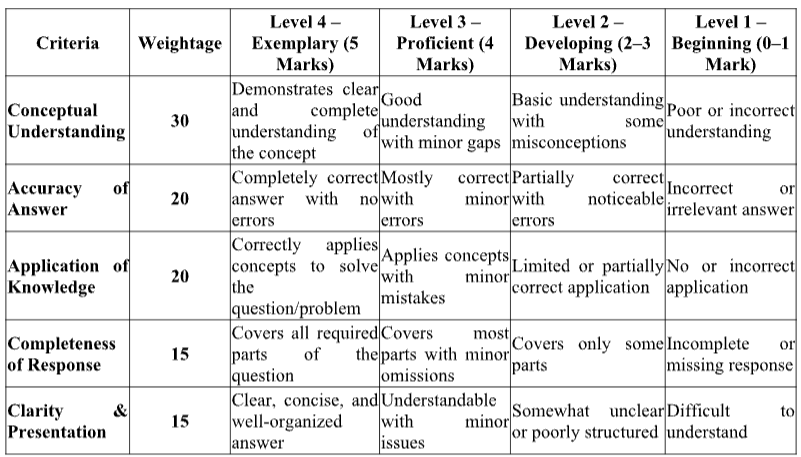 Criteria Weightage Level 4 – Exemplary (5 Marks) Level 3 – Proficient (4 Marks) Level 2 – Developing (2–3 Marks) Level 1 – Beginning (0–1 Mark)
Conceptual Understanding 30 Demonstrates clear and complete understanding of the concept Good understanding with minor gaps Basic understanding with some misconceptions Poor or incorrect understanding
Accuracy of Answer 20 Completely correct answer with no errors Mostly correct with minor errors Partially correct with noticeable errors Incorrect or irrelevant answer
Application of Knowledge 20 Correctly applies concepts to solve the question/problem Applies concepts with minor mistakes Limited or partially correct application No or incorrect application
Completeness of Response 15 Covers all required parts of the question Covers most parts with minor omissions Covers only some parts Incomplete or missing response
Clarity & Presentation 15 Clear, concise, and well-organized answer Understandable with minor issues Somewhat unclear or poorly structured Difficult to understand